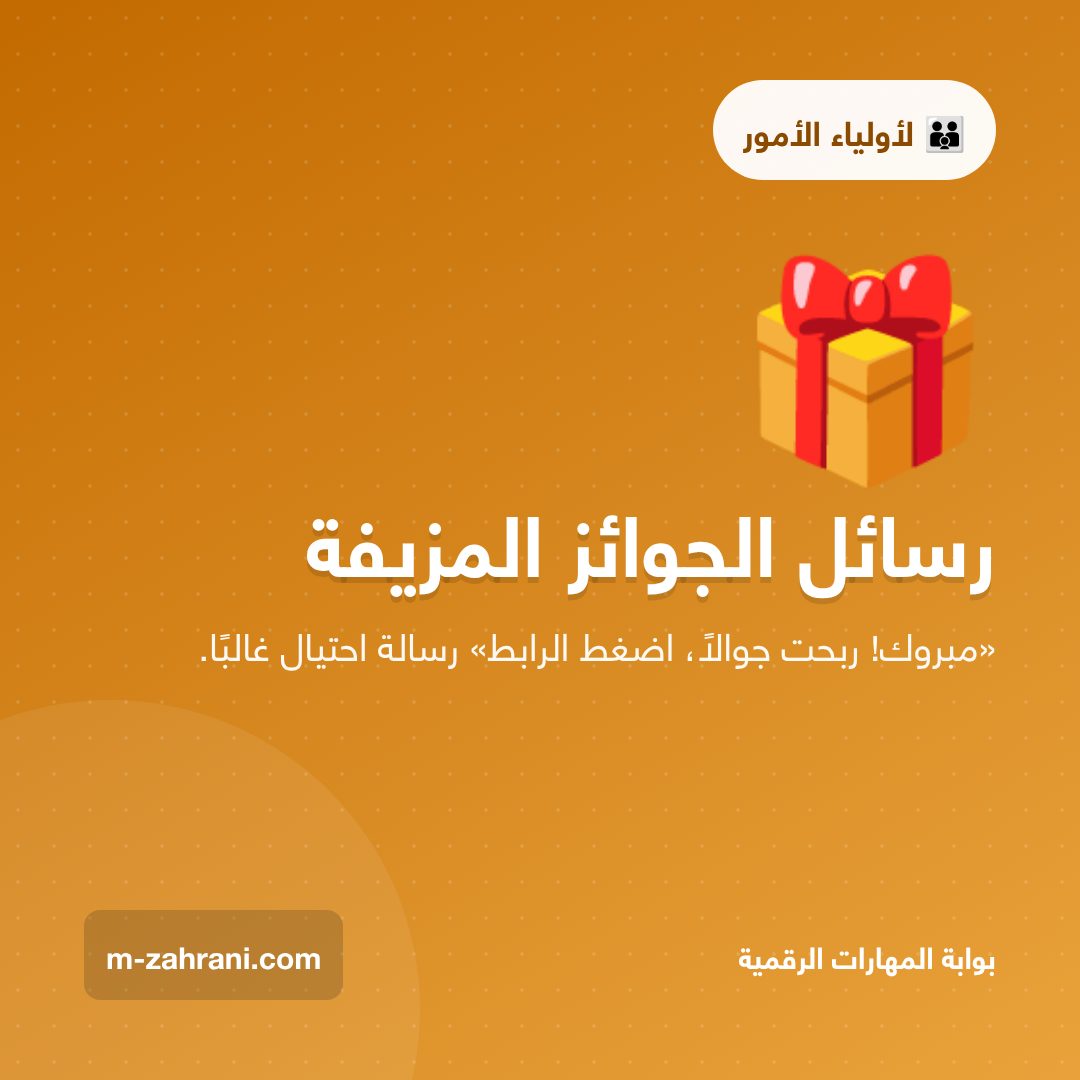 لأولياء الأمور
رسائل الجوائز المزيفة
«مبروك! ربحت جوالاً، اضغط الرابط» رسالة احتيال غالبًا.
بوابة المهارات الرقمية
m-zahrani.com